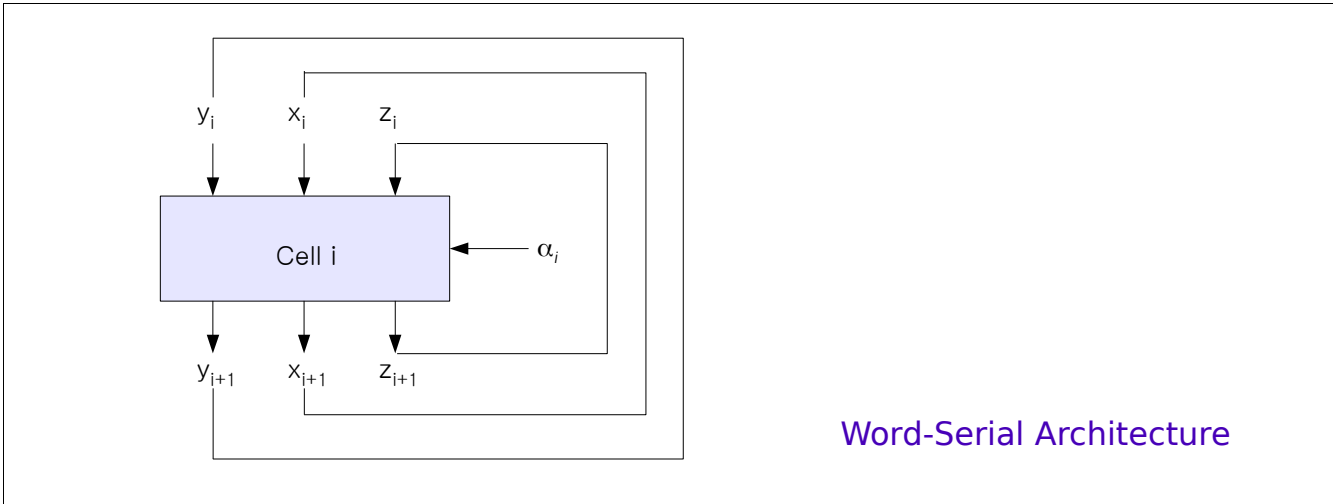 yᵢ xᵢ zᵢ
Cell i
αᵢ
yᵢ₊₁ xᵢ₊₁ zᵢ₊₁
Word-Serial Architecture